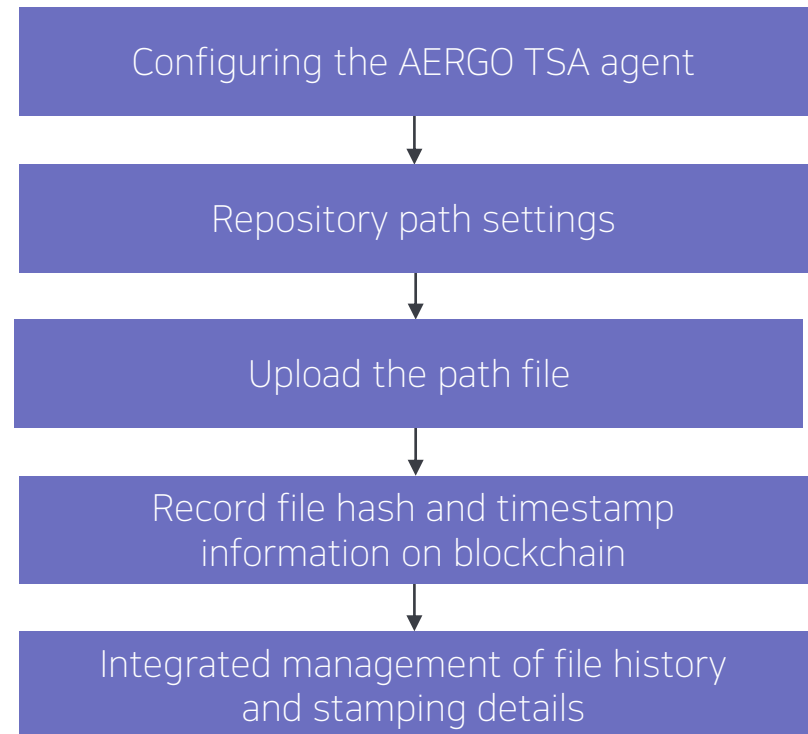 Configuring the AERGO TSA agent
Repository path settings
Upload the path file
Record file hash and timestamp
information on blockchain
Integrated management of file history
and stamping details